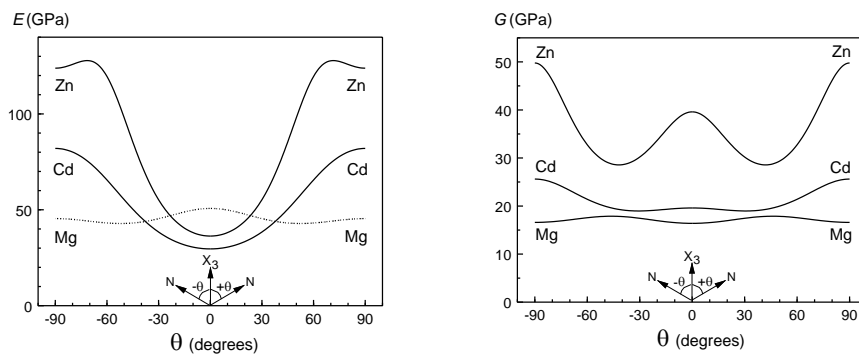 E (GPa)
Zn
Zn
Cd
Cd
Mg
Mg
100
50
0
-90
-60
-30
0
30
60
90
X3
N
-θ
+θ
N
θ (degrees)
G (GPa)
Zn
Zn
Cd
Cd
Mg
Mg
50
40
30
20
10
0
-90
-60
-30
0
30
60
90
X3
N
-θ
+θ
N
θ (degrees)